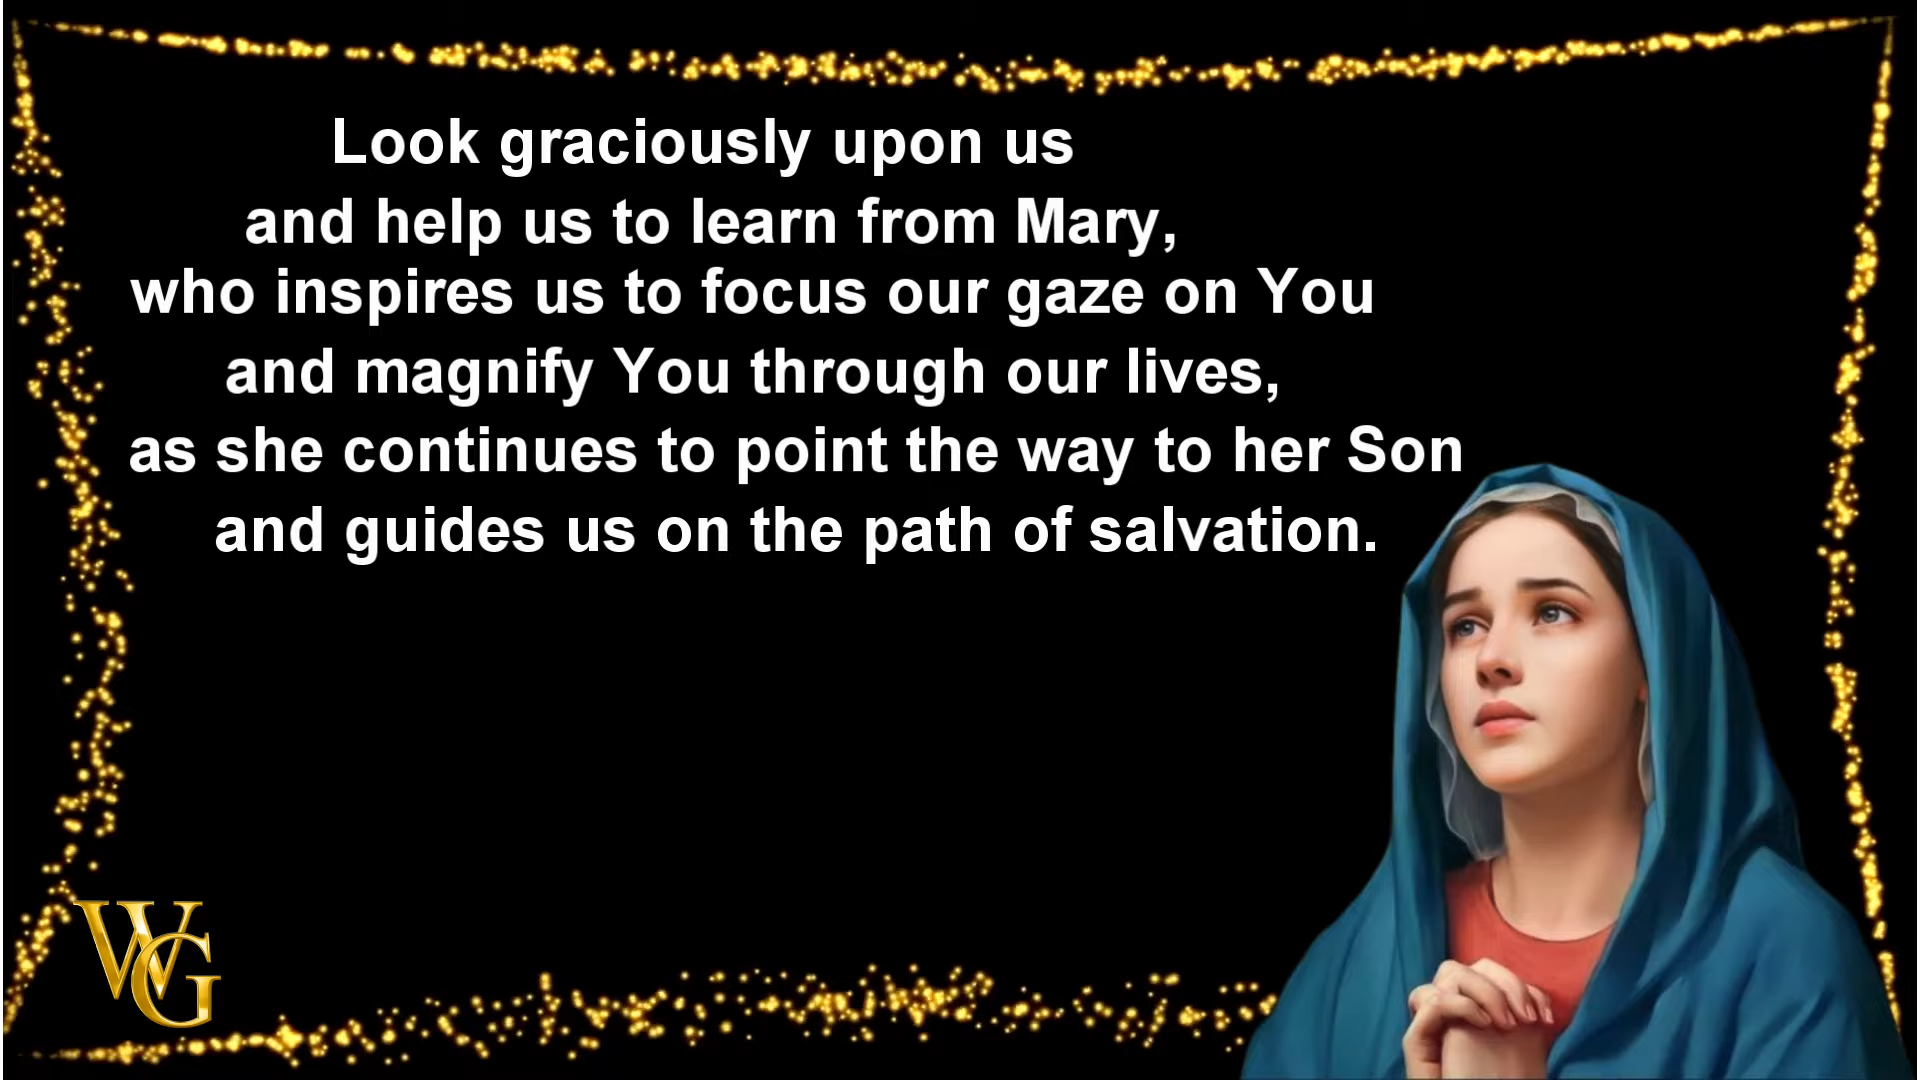 Look graciously upon us
and help us to learn from Mary,
who inspires us to focus our gaze on You
and magnify You through our lives,
as she continues to point the way to her Son
and guides us on the path of salvation.
WG